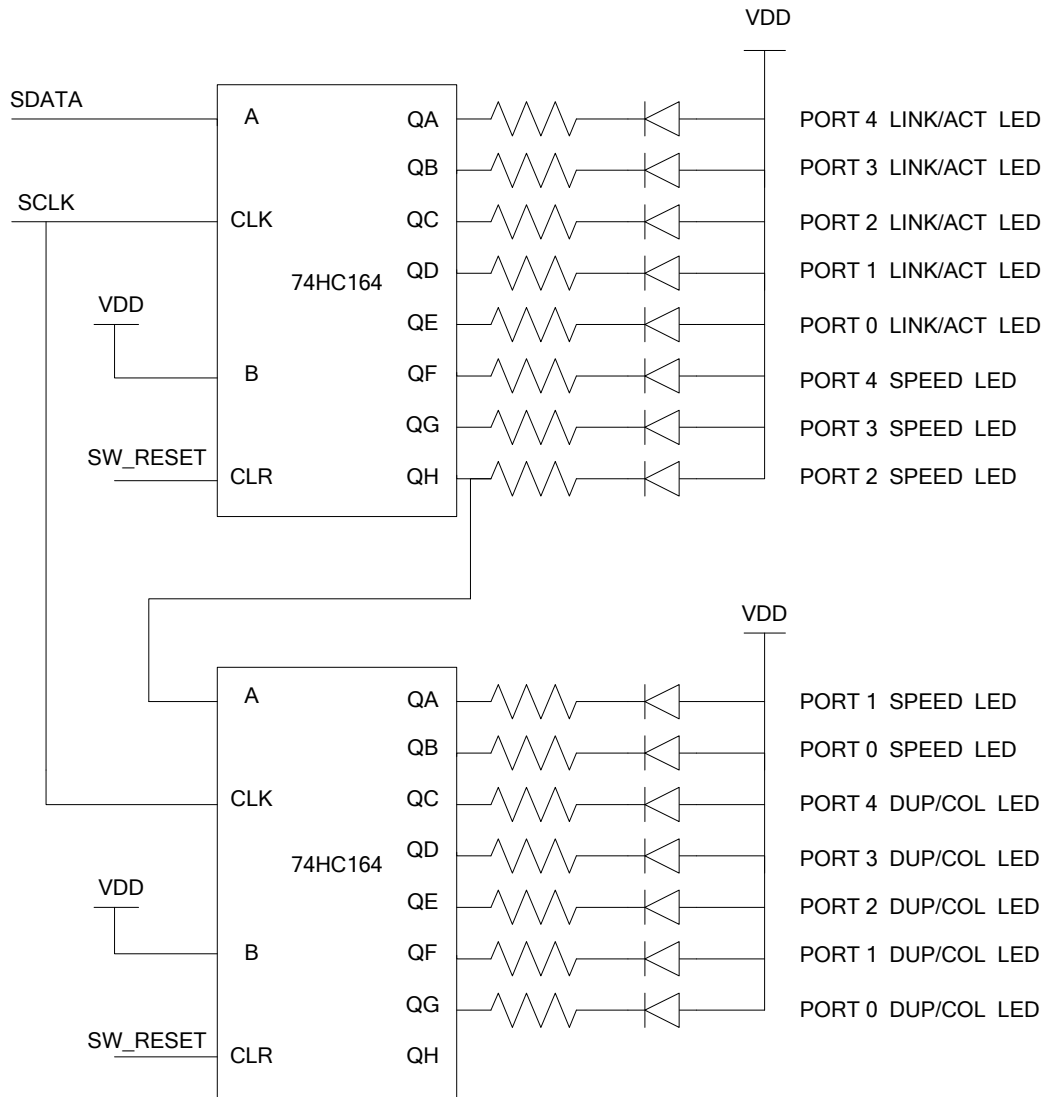 VDD
SDATA
A QA PORT 4 LINK/ACT LED
QB PORT 3 LINK/ACT LED
SCLK
CLK QC PORT 2 LINK/ACT LED
74HC164 QD PORT 1 LINK/ACT LED
VDD
QE PORT 0 LINK/ACT LED
B QF PORT 4 SPEED LED
QG PORT 3 SPEED LED
SW_RESET
CLR QH PORT 2 SPEED LED
VDD
A QA PORT 1 SPEED LED
QB PORT 0 SPEED LED
CLK QC PORT 4 DUP/COL LED
74HC164 QD PORT 3 DUP/COL LED
VDD
QE PORT 2 DUP/COL LED
B QF PORT 1 DUP/COL LED
QG PORT 0 DUP/COL LED
SW_RESET
CLR QH